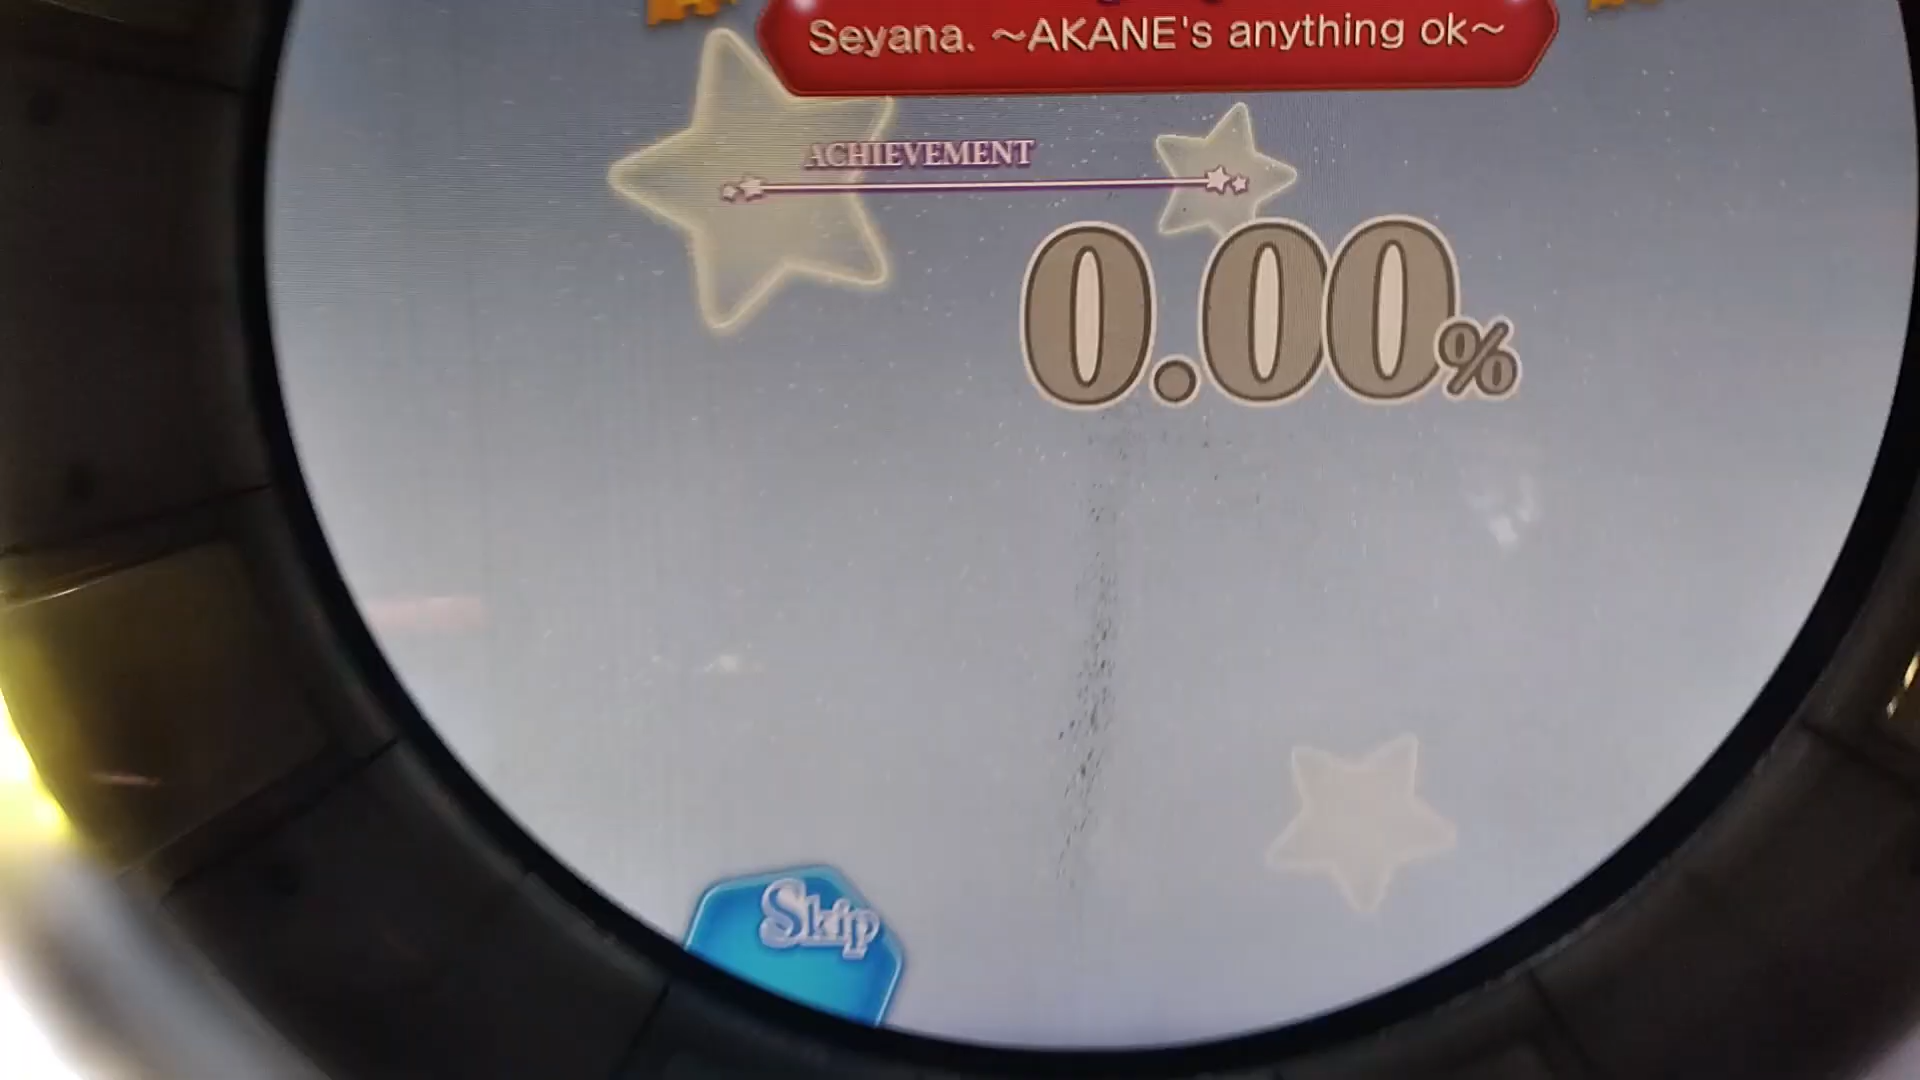 Seyana. ～AKANE's anything ok～
ACHIEVEMENT
0.00%
Skip